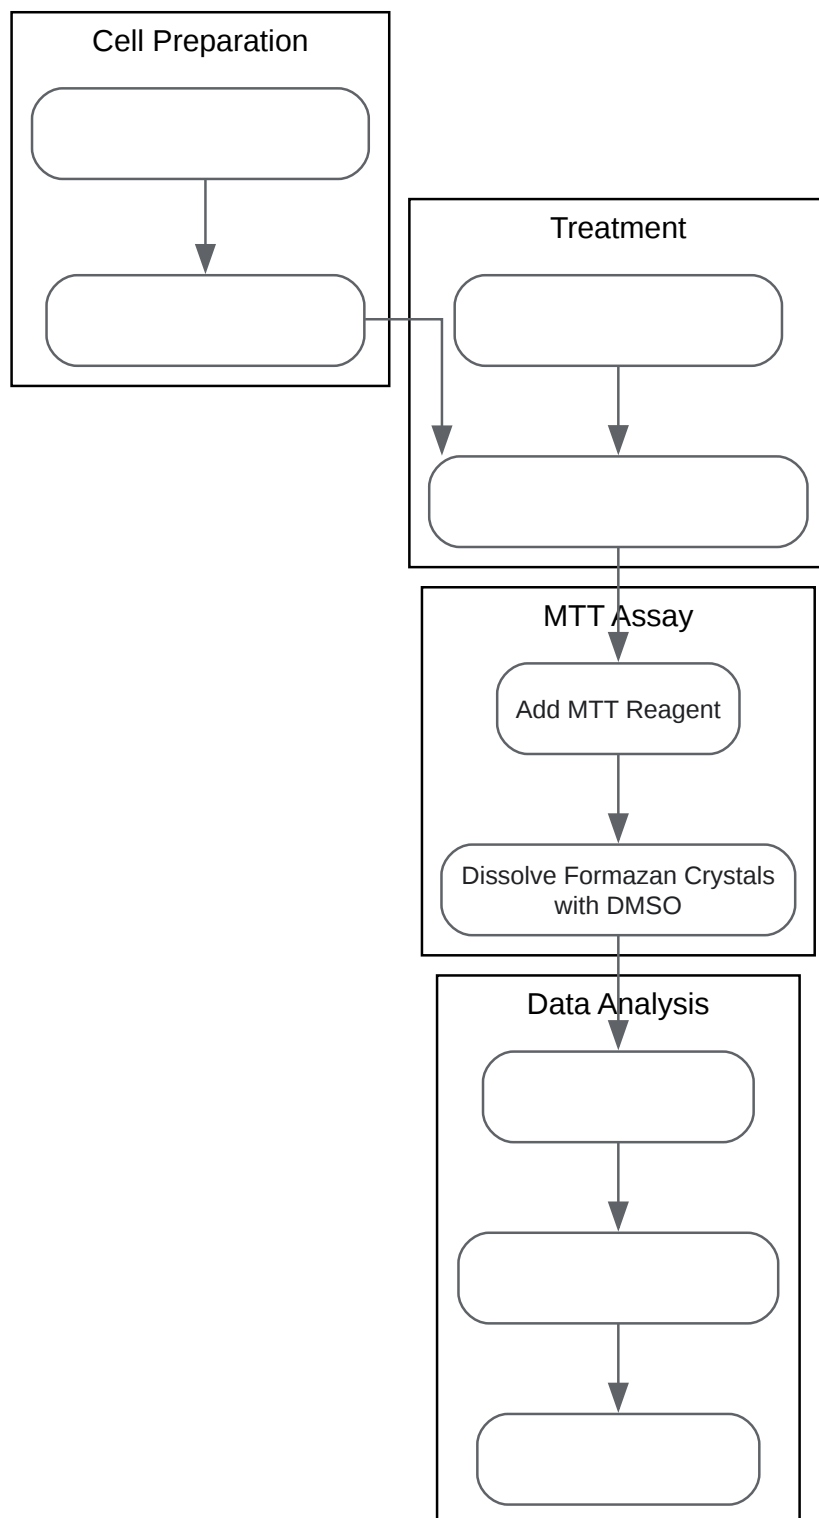 Cell Preparation
Treatment
MTT Assay
Add MTT Reagent
Dissolve Formazan Crystals
with DMSO
Data Analysis